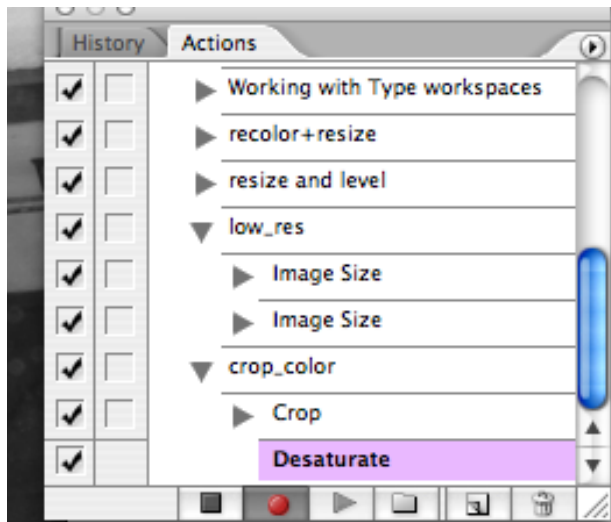 History Actions
Working with Type workspaces
recolor+resize
resize and level
low_res
Image Size
Image Size
crop_color
Crop
Desaturate